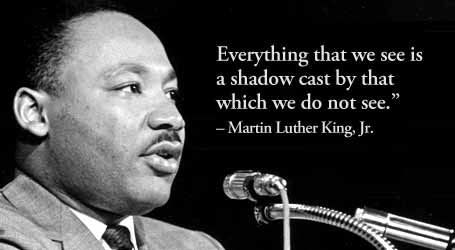 Everything that we see is
a shadow cast by that
which we do not see.”
– Martin Luther King, Jr.